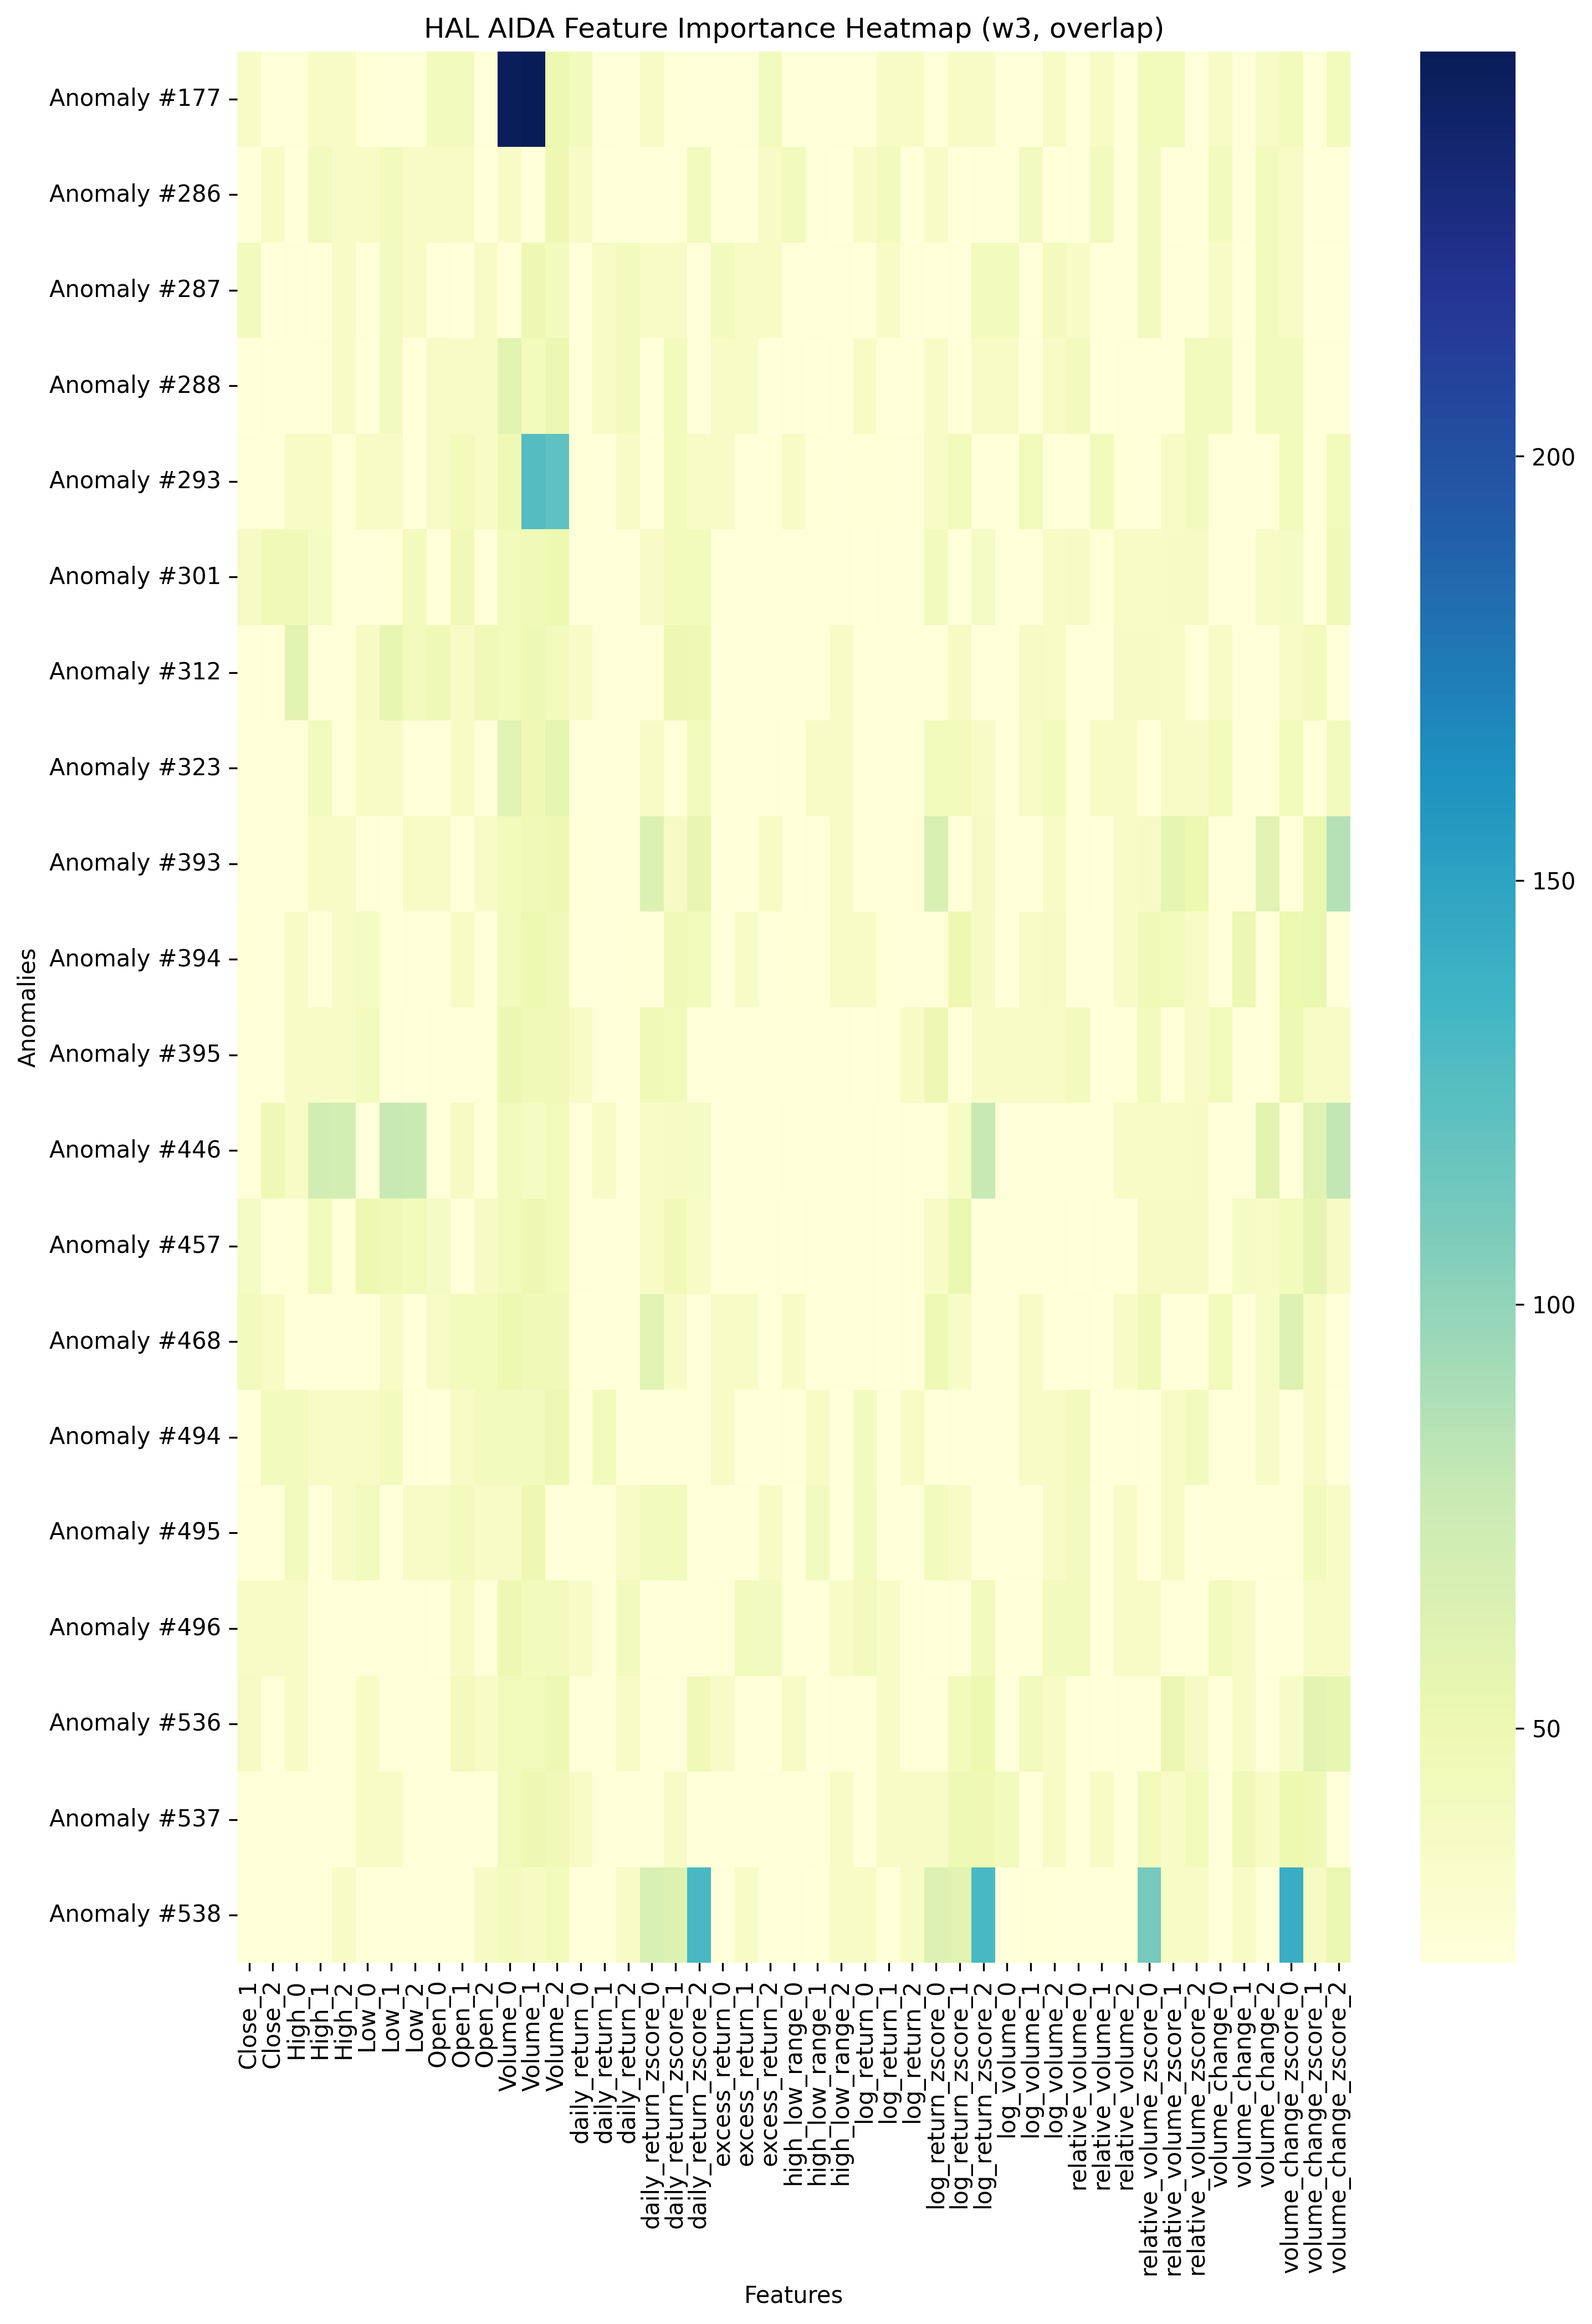 HAL AIDA Feature Importance Heatmap (w3, overlap)
Anomalies
Anomaly #177
Anomaly #286
Anomaly #287
Anomaly #288
Anomaly #293
Anomaly #301
Anomaly #312
Anomaly #323
Anomaly #393
Anomaly #394
Anomaly #395
Anomaly #446
Anomaly #457
Anomaly #468
Anomaly #494
Anomaly #495
Anomaly #496
Anomaly #536
Anomaly #537
Anomaly #538
Close_1
Close_2
High_0
High_1
High_2
Low_0
Low_1
Low_2
Open_0
Open_1
Open_2
Volume_0
Volume_1
Volume_2
daily_return_0
daily_return_1
daily_return_2
daily_return_zscore_0
daily_return_zscore_1
daily_return_zscore_2
excess_return_0
excess_return_1
excess_return_2
high_low_range_0
high_low_range_1
high_low_range_2
log_return_0
log_return_1
log_return_2
log_return_zscore_0
log_return_zscore_1
log_return_zscore_2
log_volume_0
log_volume_1
log_volume_2
relative_volume_0
relative_volume_1
relative_volume_2
relative_volume_zscore_0
relative_volume_zscore_1
relative_volume_zscore_2
volume_change_0
volume_change_1
volume_change_2
volume_change_zscore_0
volume_change_zscore_1
volume_change_zscore_2
Features
200
150
100
50